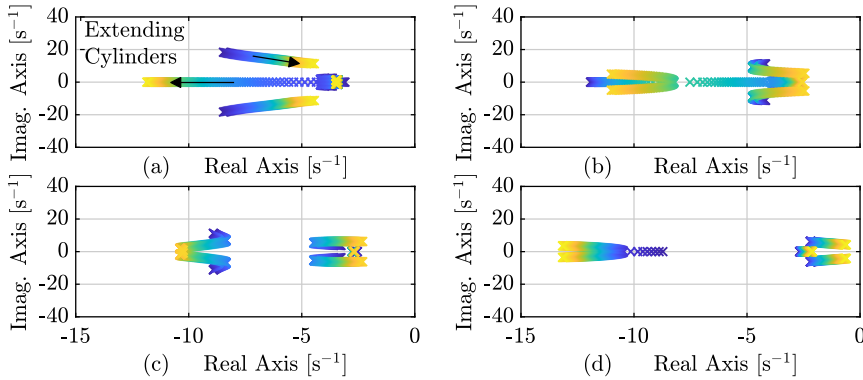 40
20
0
-20
-40
Imag. Axis [s⁻¹]
Extending
Cylinders
(a) Real Axis [s⁻¹]
40
20
0
-20
-40
Imag. Axis [s⁻¹]
(b) Real Axis [s⁻¹]
40
20
0
-20
-40
Imag. Axis [s⁻¹]
-15 -10 -5 0
(c) Real Axis [s⁻¹]
40
20
0
-20
-40
Imag. Axis [s⁻¹]
-15 -10 -5 0
Real Axis [s⁻¹] (d)